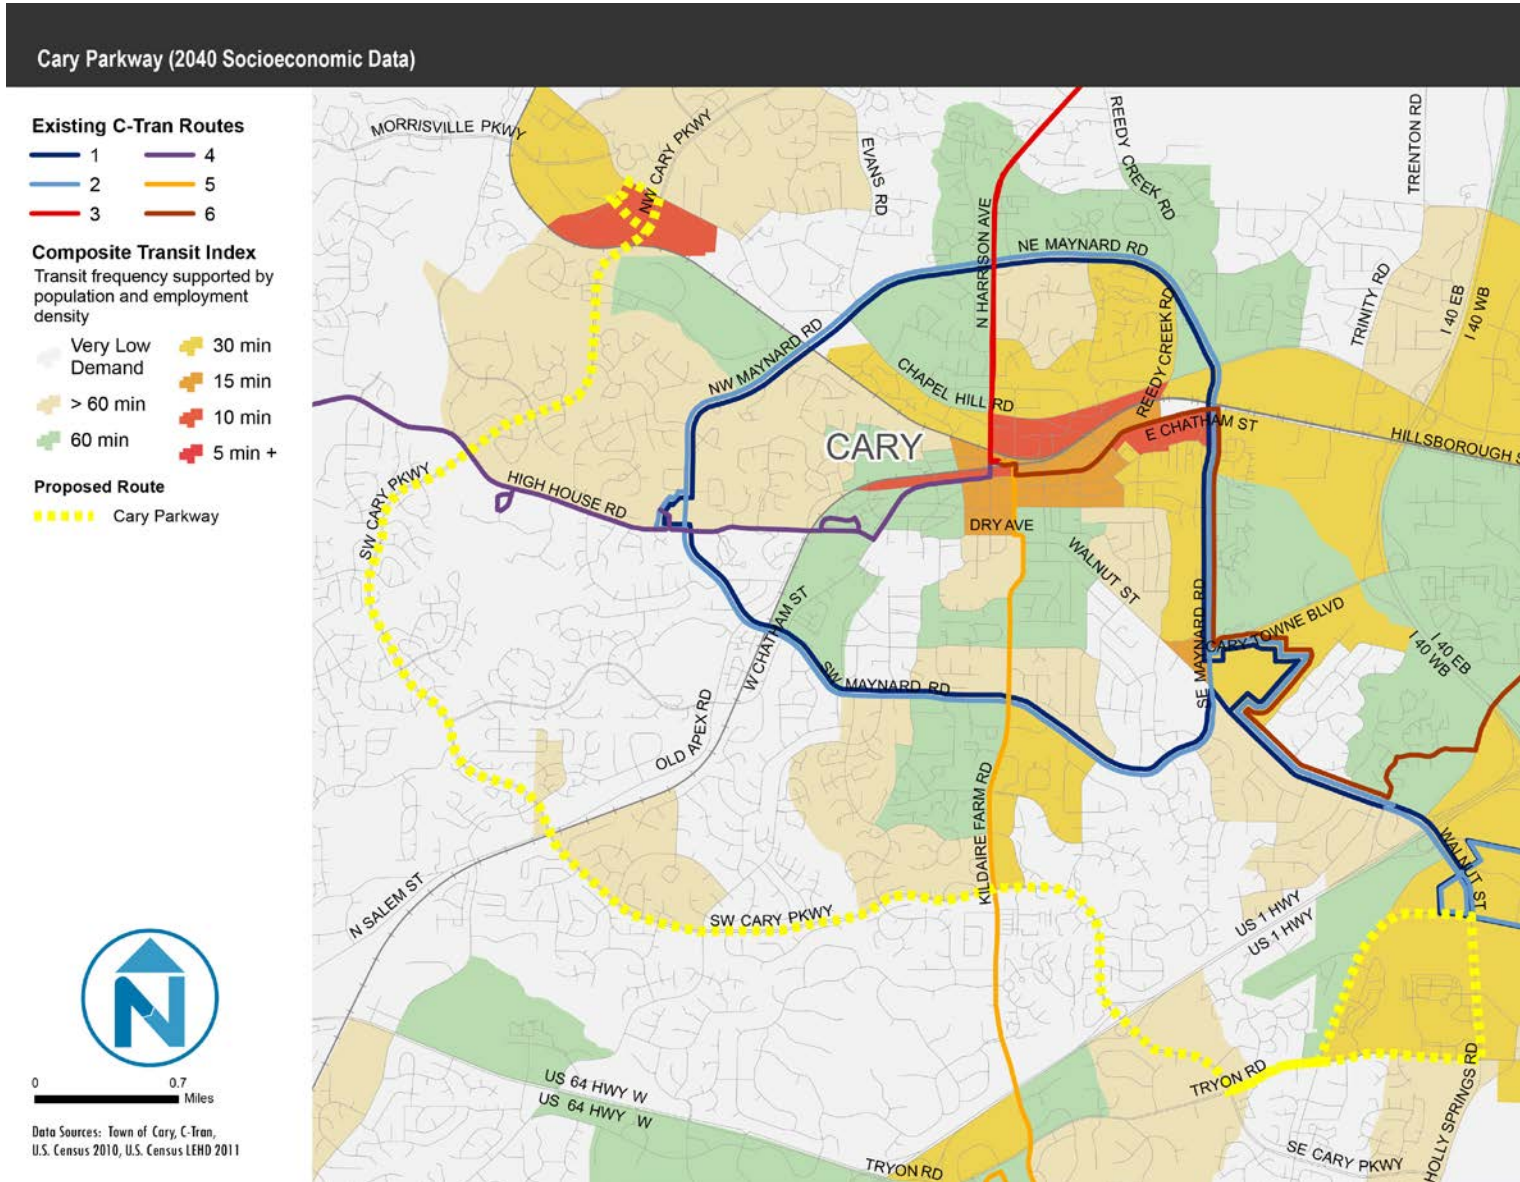 Cary Parkway (2040 Socioeconomic Data)
Existing C-Tran Routes
1
4
2
5
3
6
Composite Transit Index
Transit frequency supported by
population and employment
density
Very Low
Demand
30 min
15 min
> 60 min
10 min
60 min
5 min +
Proposed Route
Cary Parkway
N
0
0.7
Miles
Data Sources: Town of Cary, C-Tran,
U.S. Census 2010, U.S. Census LEHD 2011
MORRISVILLE PKWY
NW CARY PKWY
EVANS RD
REEDY CREEK RD
TRENTON RD
N HARRISON AVE
NE MAYNARD RD
TRINITY RD
I 40 EB
I 40 WB
NW MAYNARD RD
CHAPEL HILL RD
REEDY CREEK RD
E CHATHAM ST
HILLSBOROUGH S
CARY
SW CARY PKWY
HIGH HOUSE RD
DRY AVE
WALNUT ST
W CHATHAM ST
SE MAYNARD RD
CARY TOWNE BLVD
I 40 EB
I 40 WB
SW MAYNARD RD
OLD APEX RD
KILDAIRE FARM RD
WALNUT ST
N SALEM ST
SW CARY PKWY
US 1 HWY
US 1 HWY
US 64 HWY W
US 64 HWY W
TRYON RD
HOLLY SPRINGS RD
TRYON RD
SE CARY PKWY